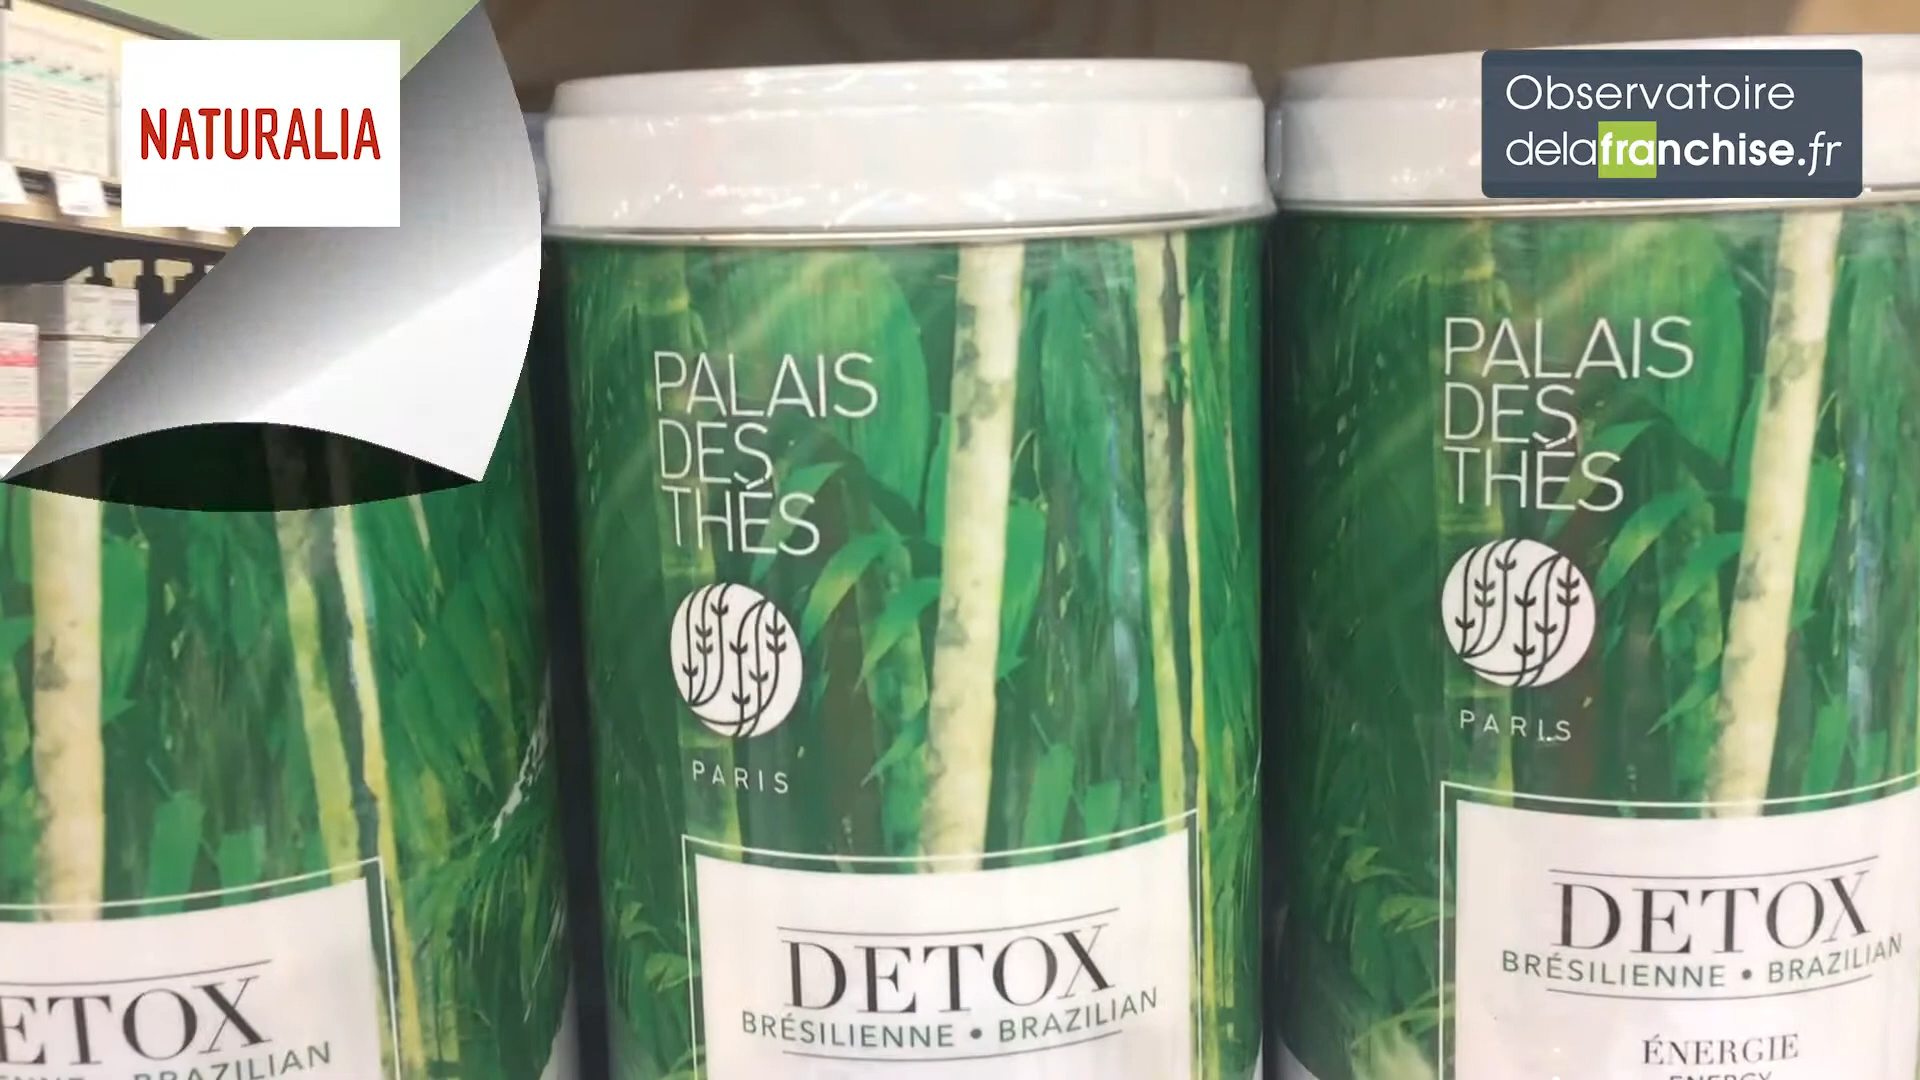 NATURALIA
Observatoire
delafranchise.fr
PALAIS
DES
THÉS
PARIS
DETOX
BRÉSILIENNE • BRAZILIAN
PALAIS
DES
THÉS
PARIS
DETOX
BRÉSILIENNE • BRAZILIAN
ÉNERGIE
ENERGY
ETOX
BRAZILIAN